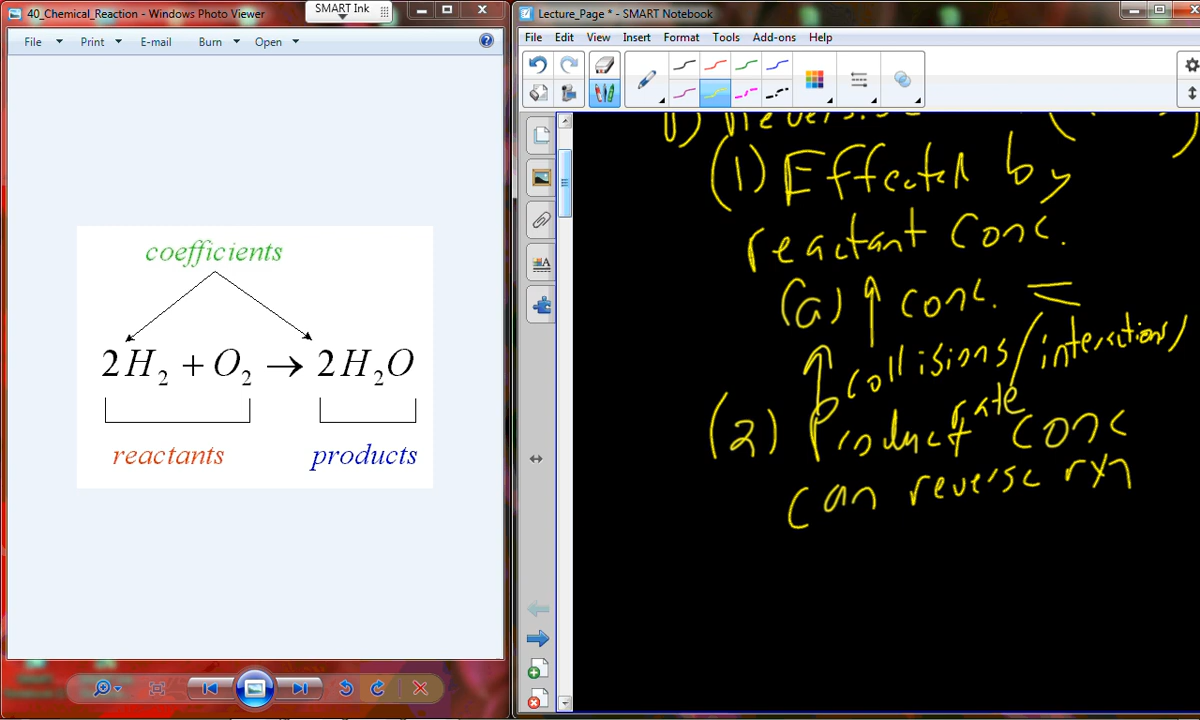 40_Chemical_Reaction - Windows Photo Viewer
SMART Ink
File Print E-mail Burn Open
coefficients
2H₂ + O₂ → 2H₂O
reactants products
Lecture_Page * - SMART Notebook
File Edit View Insert Format Tools Add-ons Help
(1) Effected by
reactant conc.
(a) ↑ conc. =
↑ collisions/interactions/
rate
(2) Product conc
can reverse rxn